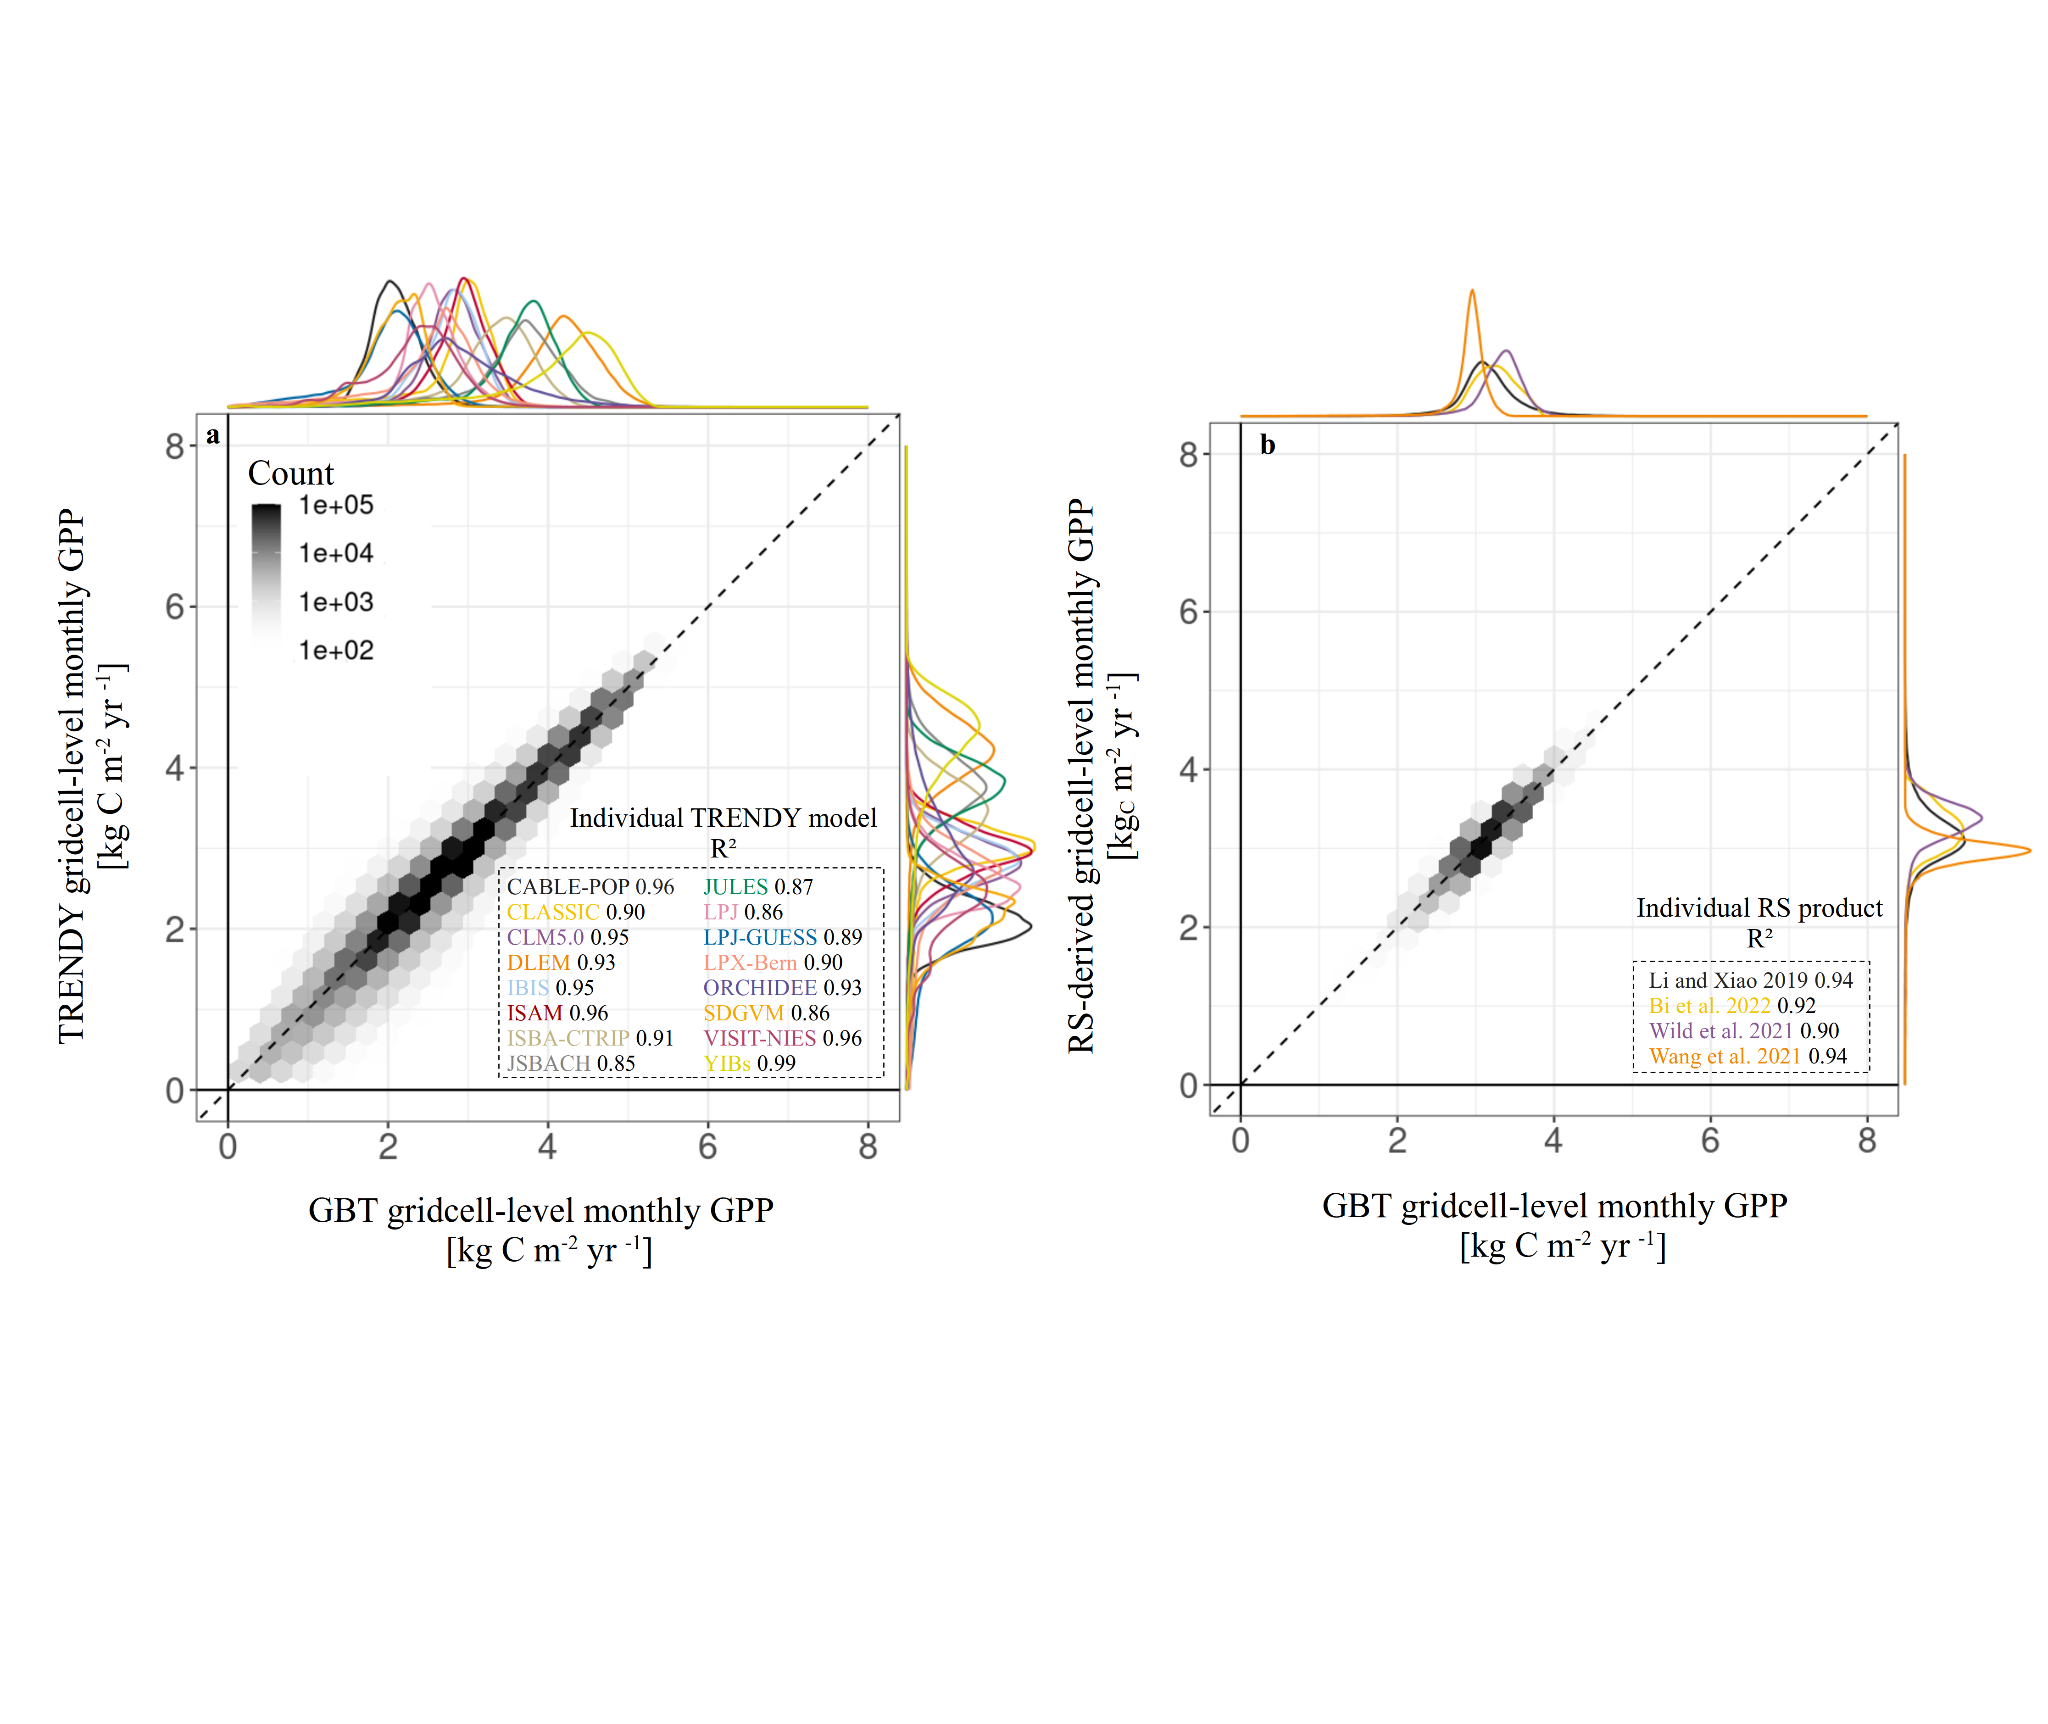 a
Count
1e+05
1e+04
1e+03
1e+02
8
6
4
2
0
0 2 4 6 8
TRENDY gridcell-level monthly GPP
[kg C m-2 yr -1]
GBT gridcell-level monthly GPP
[kg C m-2 yr -1]
Individual TRENDY model
R²
CABLE-POP 0.96 JULES 0.87
CLASSIC 0.90 LPJ 0.86
CLM5.0 0.95 LPJ-GUESS 0.89
DLEM 0.93 LPX-Bern 0.90
IBIS 0.95 ORCHIDEE 0.93
ISAM 0.96 SDGVM 0.86
ISBA-CTRIP 0.91 VISIT-NIES 0.96
JSBACH 0.85 YIBs 0.99
b
8
6
4
2
0
0 2 4 6 8
RS-derived gridcell-level monthly GPP
[kgC m-2 yr -1]
GBT gridcell-level monthly GPP
[kg C m-2 yr -1]
Individual RS product
R²
Li and Xiao 2019 0.94
Bi et al. 2022 0.92
Wild et al. 2021 0.90
Wang et al. 2021 0.94